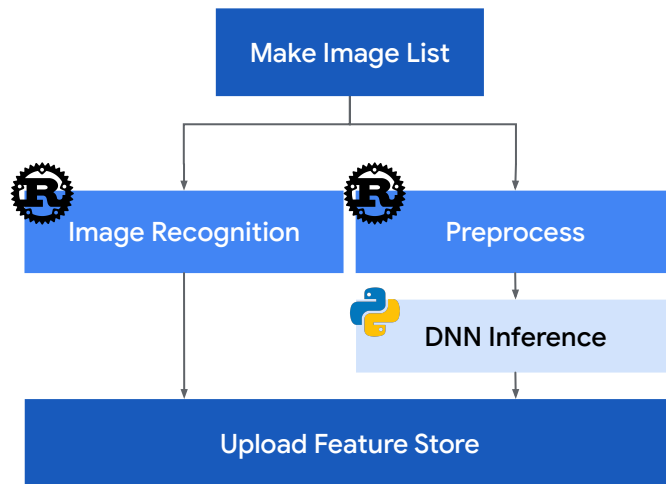 Make Image List
R
R
Image Recognition
Preprocess
DNN Inference
Upload Feature Store